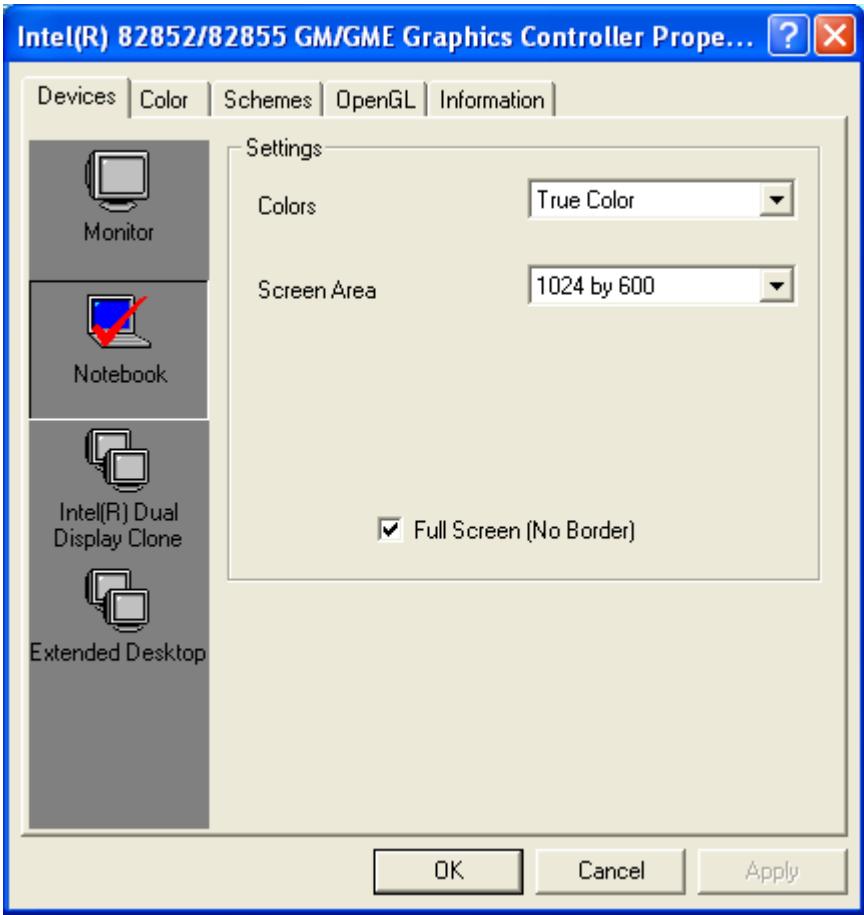 Intel(R) 82852/82855 GM/GME Graphics Controller Prope...
Devices Color Schemes OpenGL Information
Monitor
Notebook
Intel(R) Dual
Display Clone
Extended Desktop
Settings
Colors True Color
Screen Area 1024 by 600
Full Screen (No Border)
OK Cancel Apply